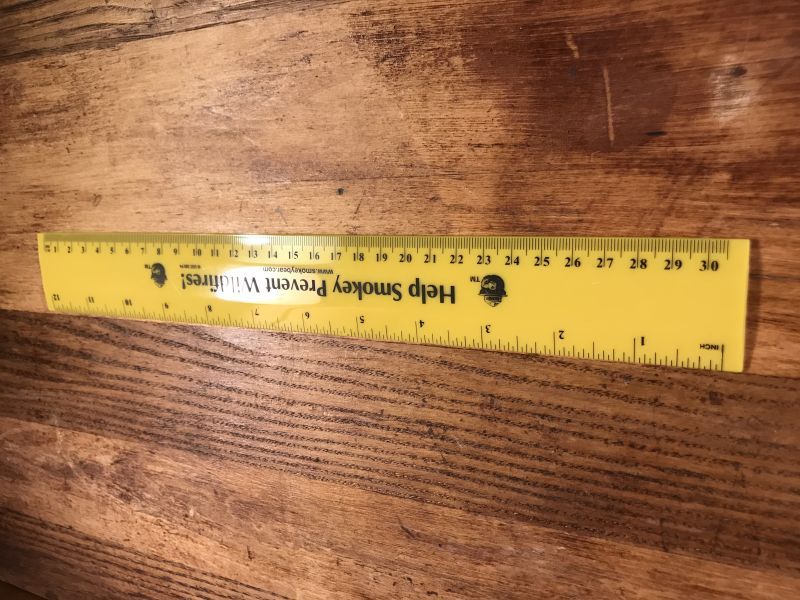 1 2 3 4 5 6 7 8 9 10 11 12 13 14 15 16 17 18 19 20 21 22 23 24 25 26 27 28 29 30
Help Smokey Prevent Wildfires!
TM
www.smokeybear.com
INCH 1 2 3 4 5 6 7 8 9 10 11 12